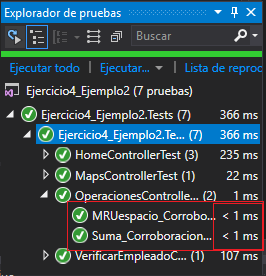 Explorador de pruebas
Buscar
Ejecutar todo | Ejecutar... | Lista de reproc
Ejercicio4_Ejemplo2 (7 pruebas)
Ejercicio4_Ejemplo2.Tests (7) 366 ms
Ejercicio4_Ejemplo2.Te... (7) 366 ms
HomeControllerTest (3) 235 ms
MapsControllerTest (1) 22 ms
OperacionesControlle... (2) 1 ms
MRUespacio_Corrobo... < 1 ms
Suma_Corroboracion... < 1 ms
VerificarEmpleadoC... (1) 107 ms